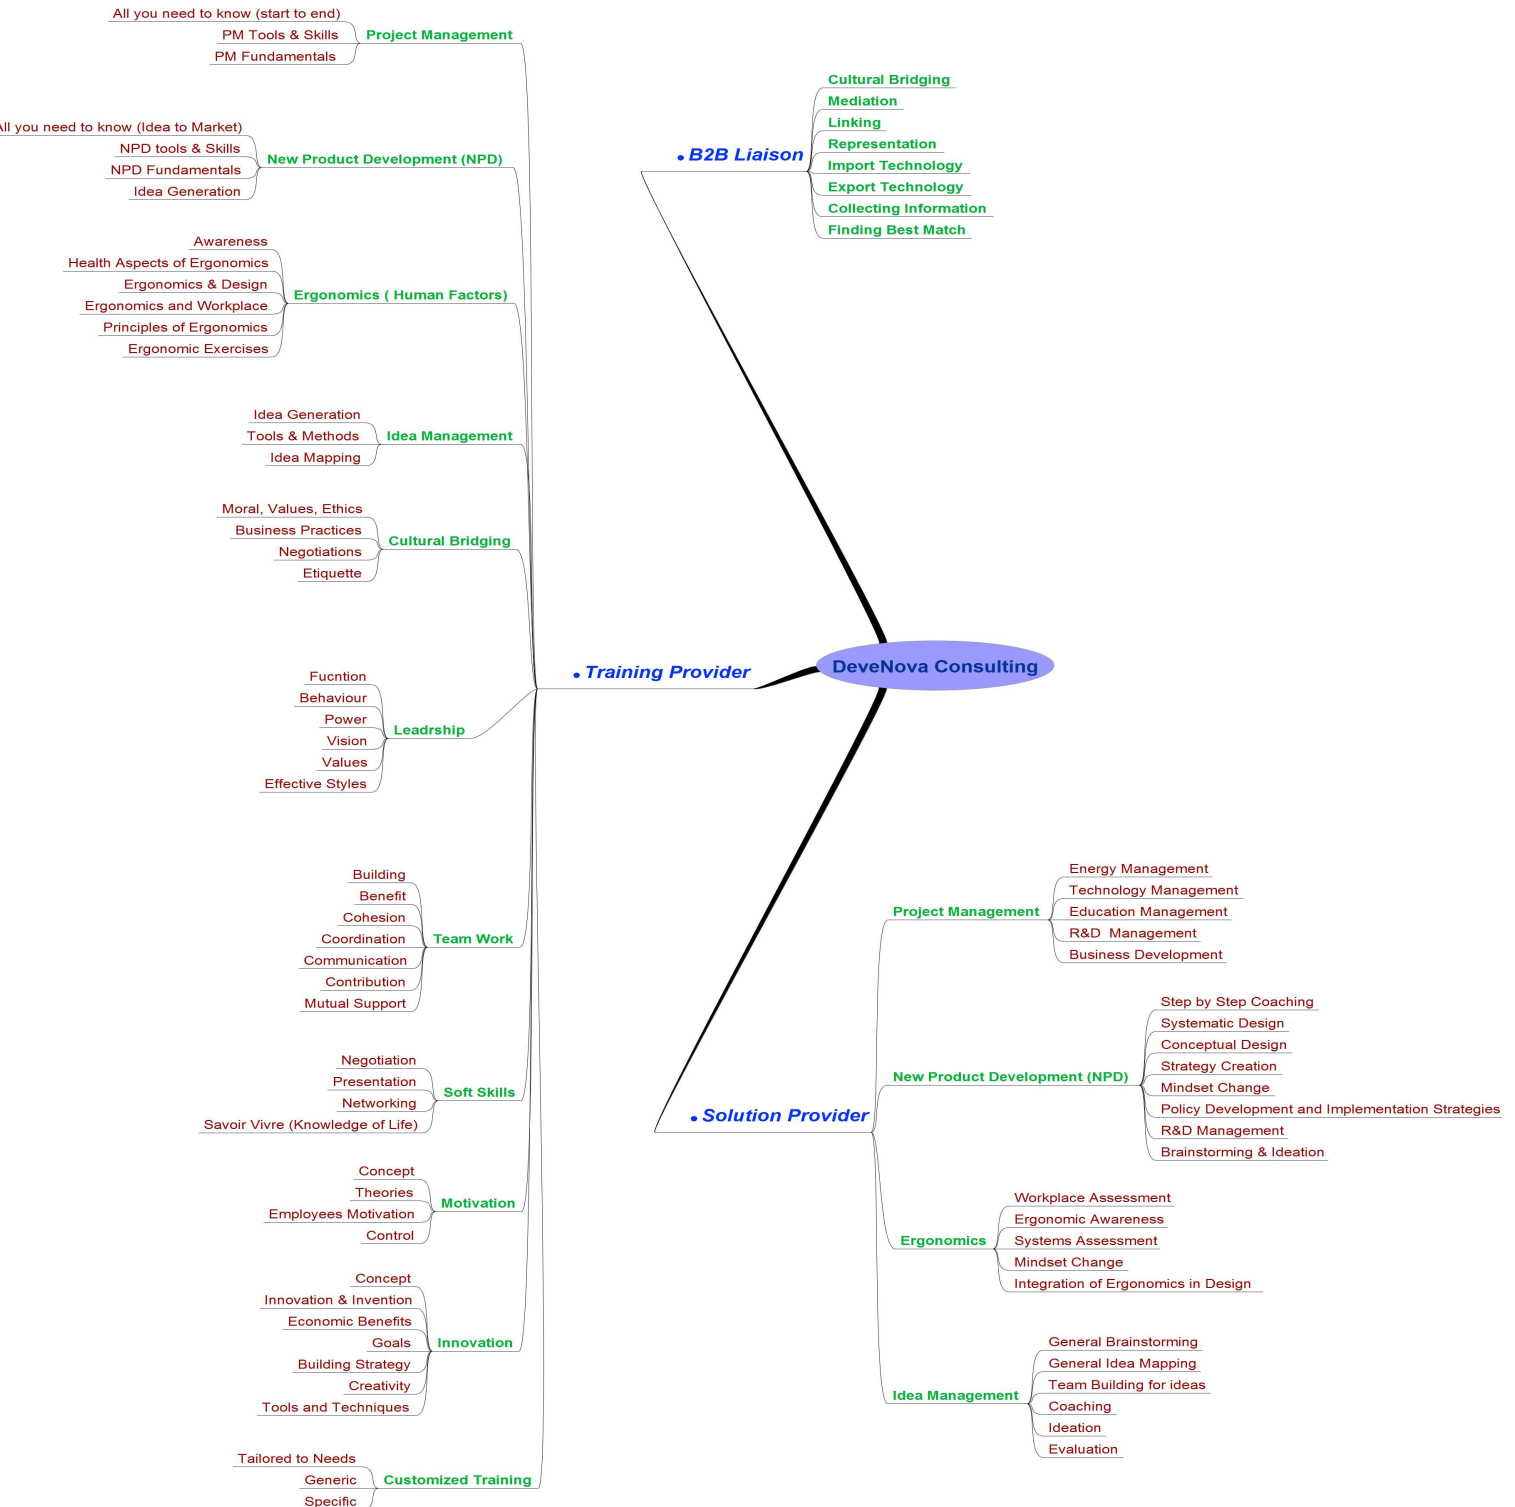 All you need to know (start to end)
PM Tools & Skills
PM Fundamentals
Project Management
All you need to know (Idea to Market)
NPD tools & Skills
NPD Fundamentals
Idea Generation
New Product Development (NPD)
Awareness
Health Aspects of Ergonomics
Ergonomics & Design
Ergonomics and Workplace
Principles of Ergonomics
Ergonomic Exercises
Ergonomics ( Human Factors)
Idea Generation
Tools & Methods
Idea Mapping
Idea Management
Moral, Values, Ethics
Business Practices
Negotiations
Etiquette
Cultural Bridging
Fucntion
Behaviour
Power
Vision
Values
Effective Styles
Leadrship
Building
Benefit
Cohesion
Coordination
Communication
Contribution
Mutual Support
Team Work
Negotiation
Presentation
Networking
Savoir Vivre (Knowledge of Life)
Soft Skills
Concept
Theories
Employees Motivation
Control
Motivation
Concept
Innovation & Invention
Economic Benefits
Goals
Building Strategy
Creativity
Tools and Techniques
Innovation
Tailored to Needs
Generic
Specific
Customized Training
• Training Provider
DeveNova Consulting
• B2B Liaison
Cultural Bridging
Mediation
Linking
Representation
Import Technology
Export Technology
Collecting Information
Finding Best Match
• Solution Provider
Project Management
Energy Management
Technology Management
Education Management
R&D  Management
Business Development
New Product Development (NPD)
Step by Step Coaching
Systematic Design
Conceptual Design
Strategy Creation
Mindset Change
Policy Development and Implementation Strategies
R&D Management
Brainstorming & Ideation
Ergonomics
Workplace Assessment
Ergonomic Awareness
Systems Assessment
Mindset Change
Integration of Ergonomics in Design
Idea Management
General Brainstorming
General Idea Mapping
Team Building for ideas
Coaching
Ideation
Evaluation